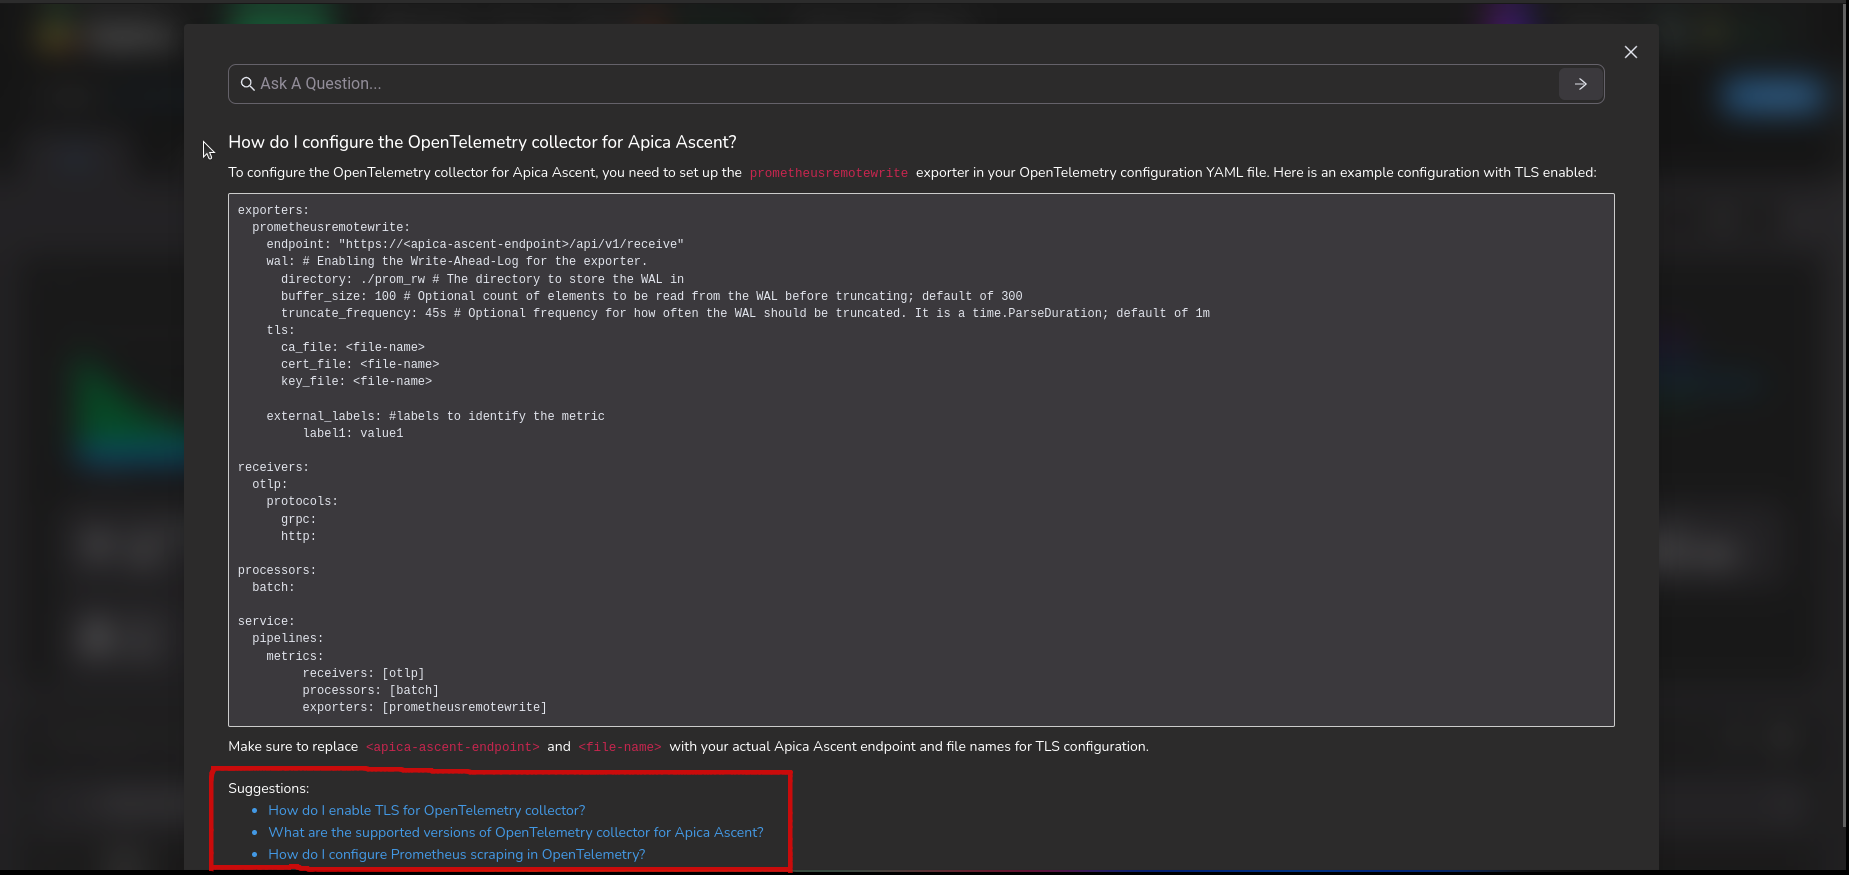 Ask A Question...
How do I configure the OpenTelemetry collector for Apica Ascent?
To configure the OpenTelemetry collector for Apica Ascent, you need to set up the prometheusremotewrite exporter in your OpenTelemetry configuration YAML file. Here is an example configuration with TLS enabled:
exporters:
  prometheusremotewrite:
    endpoint: "https://<apica-ascent-endpoint>/api/v1/receive"
    wal: # Enabling the Write-Ahead-Log for the exporter.
      directory: ./prom_rw # The directory to store the WAL in
      buffer_size: 100 # Optional count of elements to be read from the WAL before truncating; default of 300
      truncate_frequency: 45s # Optional frequency for how often the WAL should be truncated. It is a time.ParseDuration; default of 1m
    tls:
      ca_file: <file-name>
      cert_file: <file-name>
      key_file: <file-name>
    external_labels: #labels to identify the metric
         label1: value1
receivers:
  otlp:
    protocols:
      grpc:
      http:
processors:
  batch:
service:
  pipelines:
    metrics:
         receivers: [otlp]
         processors: [batch]
         exporters: [prometheusremotewrite]
Make sure to replace <apica-ascent-endpoint> and <file-name> with your actual Apica Ascent endpoint and file names for TLS configuration.
Suggestions:
• How do I enable TLS for OpenTelemetry collector?
• What are the supported versions of OpenTelemetry collector for Apica Ascent?
• How do I configure Prometheus scraping in OpenTelemetry?